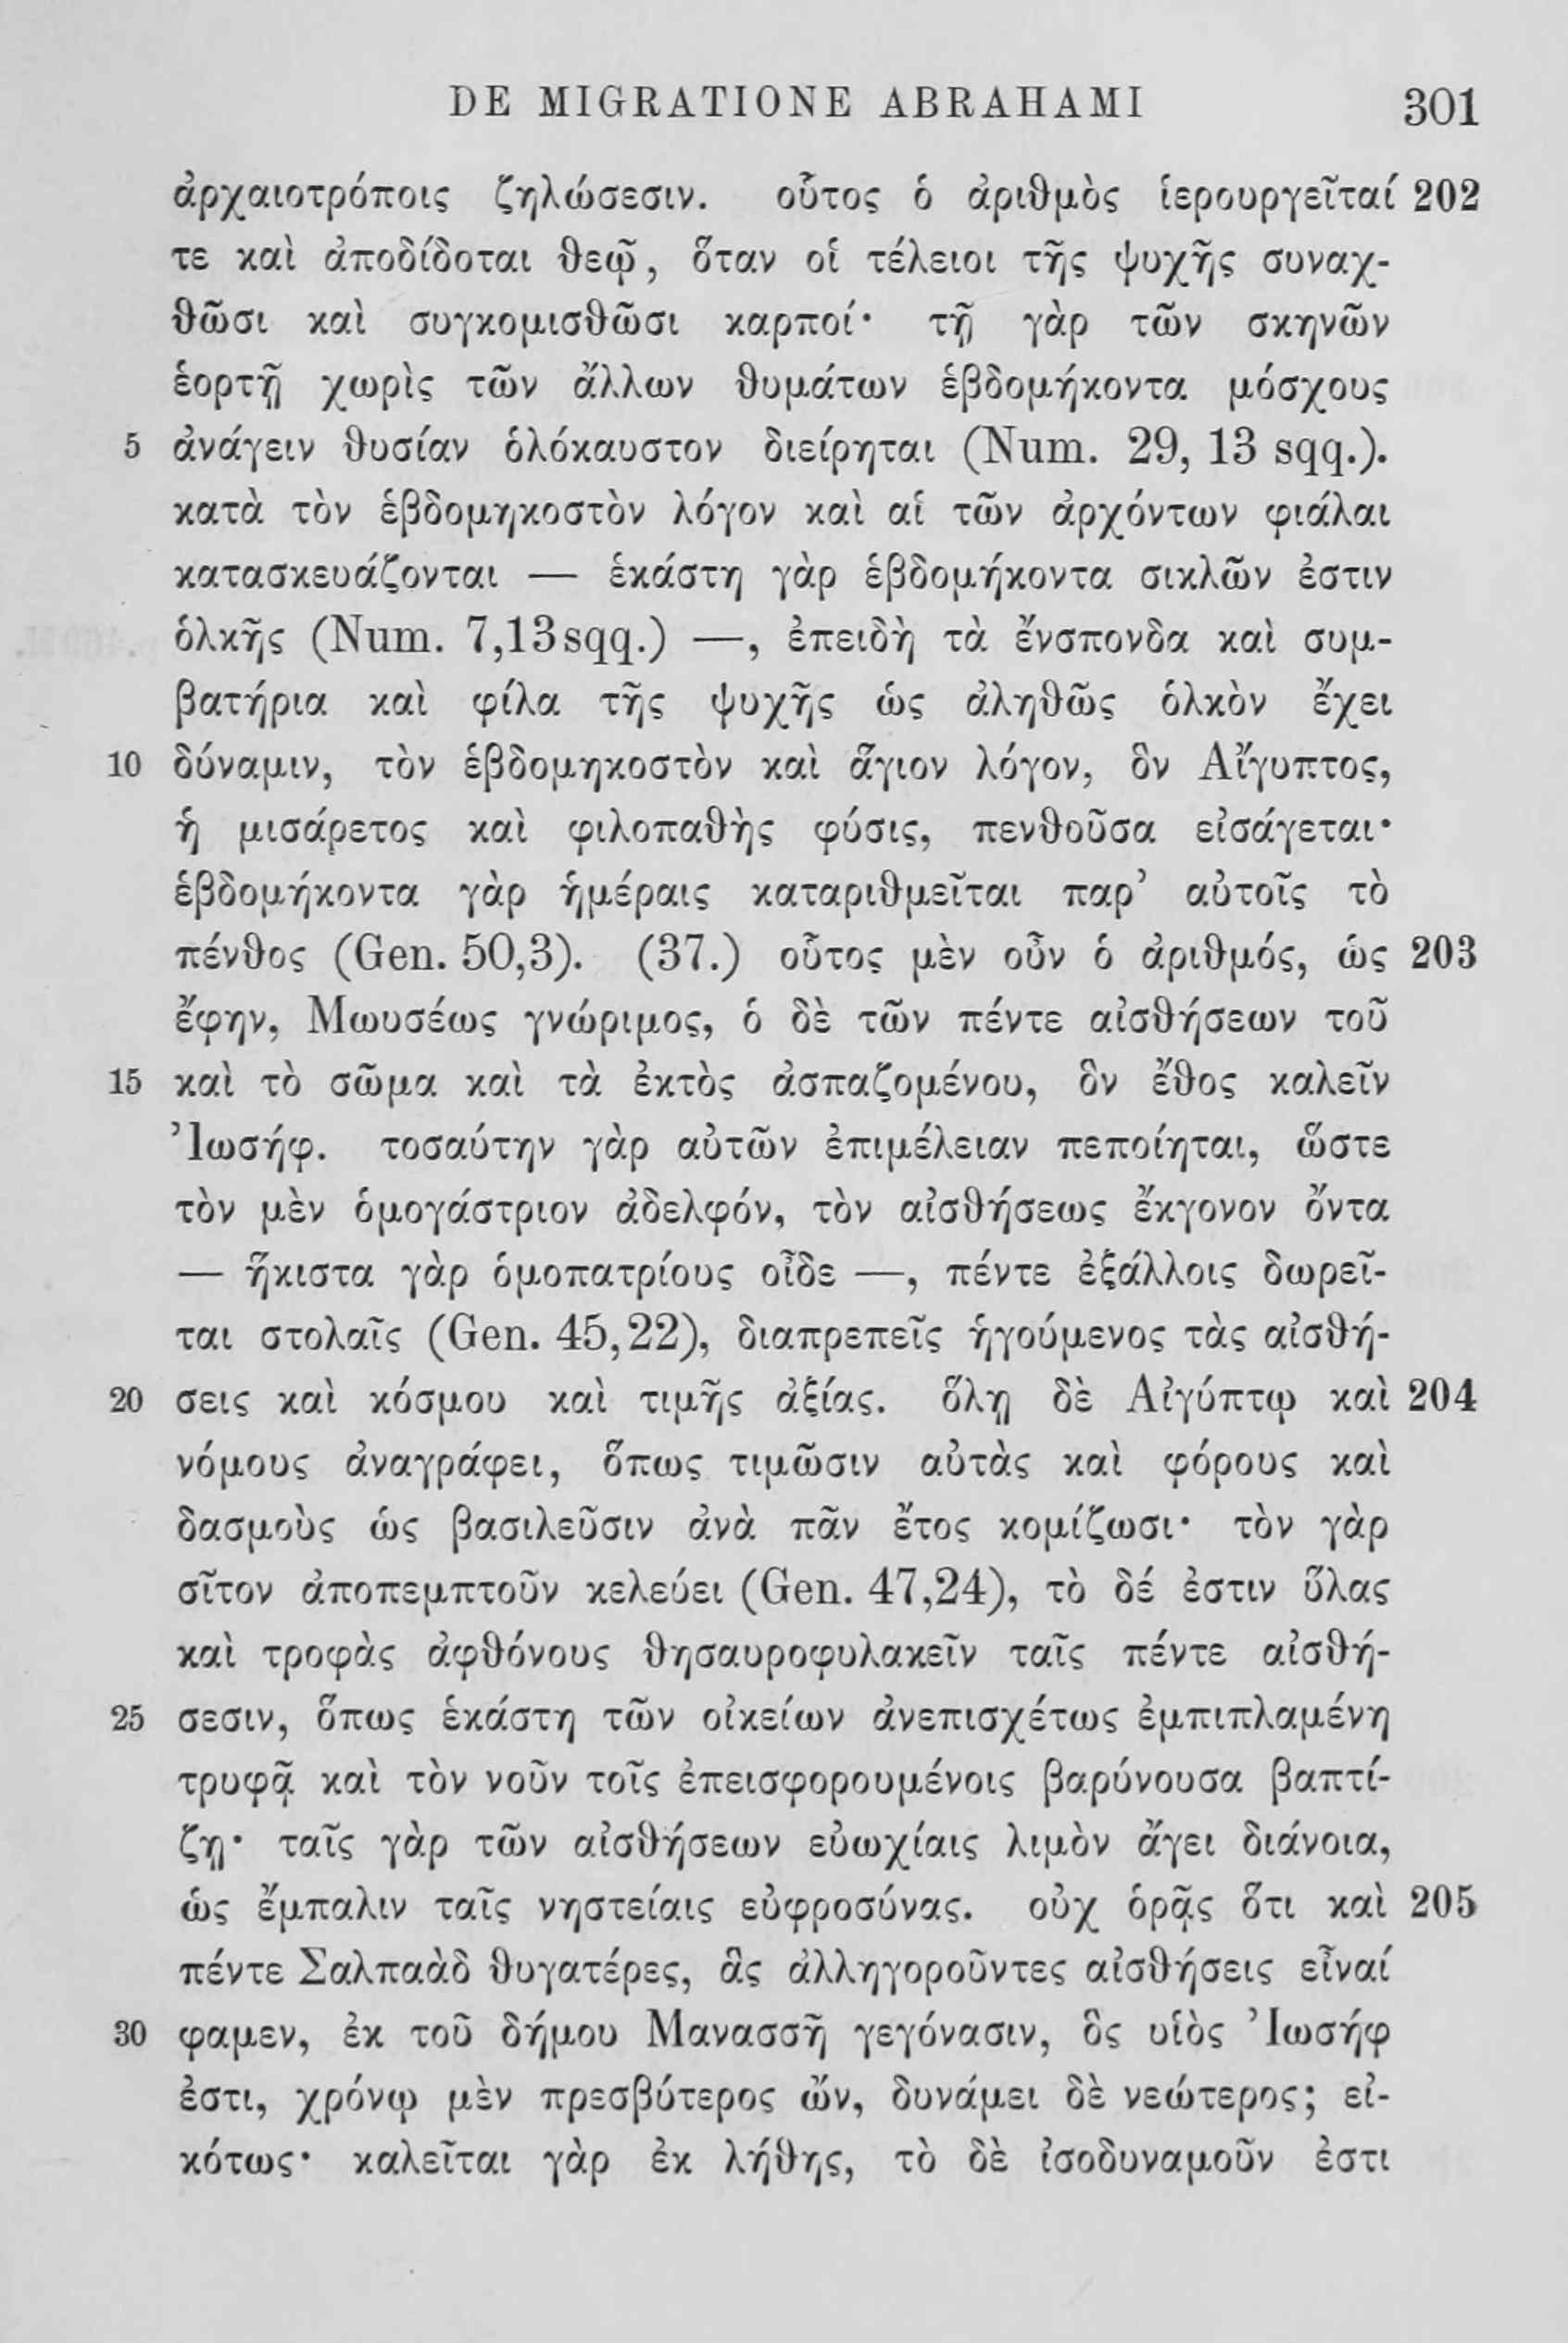 DE MIGRATIONE ABRAHAMI 301
ἀρχαιοτρόποις ζηλώσεσιν. οὗτος ὁ ἀριθμὸς ἱερουργεῖταί 202
τε καὶ ἀποδίδοται θεῷ, ὅταν οἱ τέλειοι τῆς ψυχῆς συναχ-
θῶσι καὶ συγκομισθῶσι καρποί· τῇ γὰρ τῶν σκηνῶν
ἑορτῇ χωρὶς τῶν ἄλλων θυμάτων ἑβδομήκοντα μόσχους
5 ἀνάγειν θυσίαν ὁλόκαυστον διείρηται (Num. 29, 13 sqq.).
κατὰ τὸν ἑβδομηκοστὸν λόγον καὶ αἱ τῶν ἀρχόντων φιάλαι
κατασκευάζονται — ἑκάστη γὰρ ἑβδομήκοντα σικλῶν ἐστιν
ὁλκῆς (Num. 7,13 sqq.) —, ἐπειδὴ τὰ ἔνσπονδα καὶ συμ-
βατήρια καὶ φίλα τῆς ψυχῆς ὡς ἀληθῶς ὁλκὸν ἔχει
10 δύναμιν, τὸν ἑβδομηκοστὸν καὶ ἅγιον λόγον, ὃν Αἴγυπτος,
ἡ μισάρετος καὶ φιλοπαθὴς φύσις, πενθοῦσα εἰσάγεται·
ἑβδομήκοντα γὰρ ἡμέραις καταριθμεῖται παρ’ αὐτοῖς τὸ
πένθος (Gen. 50,3). (37.) οὗτος μὲν οὖν ὁ ἀριθμός, ὡς 203
ἔφην, Μωυσέως γνώριμος, ὁ δὲ τῶν πέντε αἰσθήσεων τοῦ
15 καὶ τὸ σῶμα καὶ τὰ ἐκτὸς ἀσπαζομένου, ὃν ἔθος καλεῖν
Ἰωσήφ. τοσαύτην γὰρ αὐτῶν ἐπιμέλειαν πεποίηται, ὥστε
τὸν μὲν ὁμογάστριον ἀδελφόν, τὸν αἰσθήσεως ἔκγονον ὄντα
— ἥκιστα γὰρ ὁμοπατρίους οἶδε —, πέντε ἐξάλλοις δωρεῖ-
ται στολαῖς (Gen. 45,22), διαπρεπεῖς ἡγούμενος τὰς αἰσθή-
20 σεις καὶ κόσμου καὶ τιμῆς ἀξίας. ὅλῃ δὲ Αἰγύπτῳ καὶ 204
νόμους ἀναγράφει, ὅπως τιμῶσιν αὐτὰς καὶ φόρους καὶ
δασμοὺς ὡς βασιλεῦσιν ἀνὰ πᾶν ἔτος κομίζωσι· τὸν γὰρ
σῖτον ἀποπεμπτοῦν κελεύει (Gen. 47,24), τὸ δέ ἐστιν ὕλας
καὶ τροφὰς ἀφθόνους θησαυροφυλακεῖν ταῖς πέντε αἰσθή-
25 σεσιν, ὅπως ἑκάστη τῶν οἰκείων ἀνεπισχέτως ἐμπιπλαμένη
τρυφᾷ καὶ τὸν νοῦν τοῖς ἐπεισφορουμένοις βαρύνουσα βαπτί-
ζῃ· ταῖς γὰρ τῶν αἰσθήσεων εὐωχίαις λιμὸν ἄγει διάνοια,
ὡς ἔμπαλιν ταῖς νηστείαις εὐφροσύνας. οὐχ ὁρᾷς ὅτι καὶ 205
πέντε Σαλπαὰδ θυγατέρες, ἃς ἀλληγοροῦντες αἰσθήσεις εἶναί
30 φαμεν, ἐκ τοῦ δήμου Μανασσῆ γεγόνασιν, ὃς υἱὸς Ἰωσήφ
ἐστι, χρόνῳ μὲν πρεσβύτερος ὤν, δυνάμει δὲ νεώτερος; εἰ-
κότως· καλεῖται γὰρ ἐκ λήθης, τὸ δὲ ἰσοδυναμοῦν ἐστι